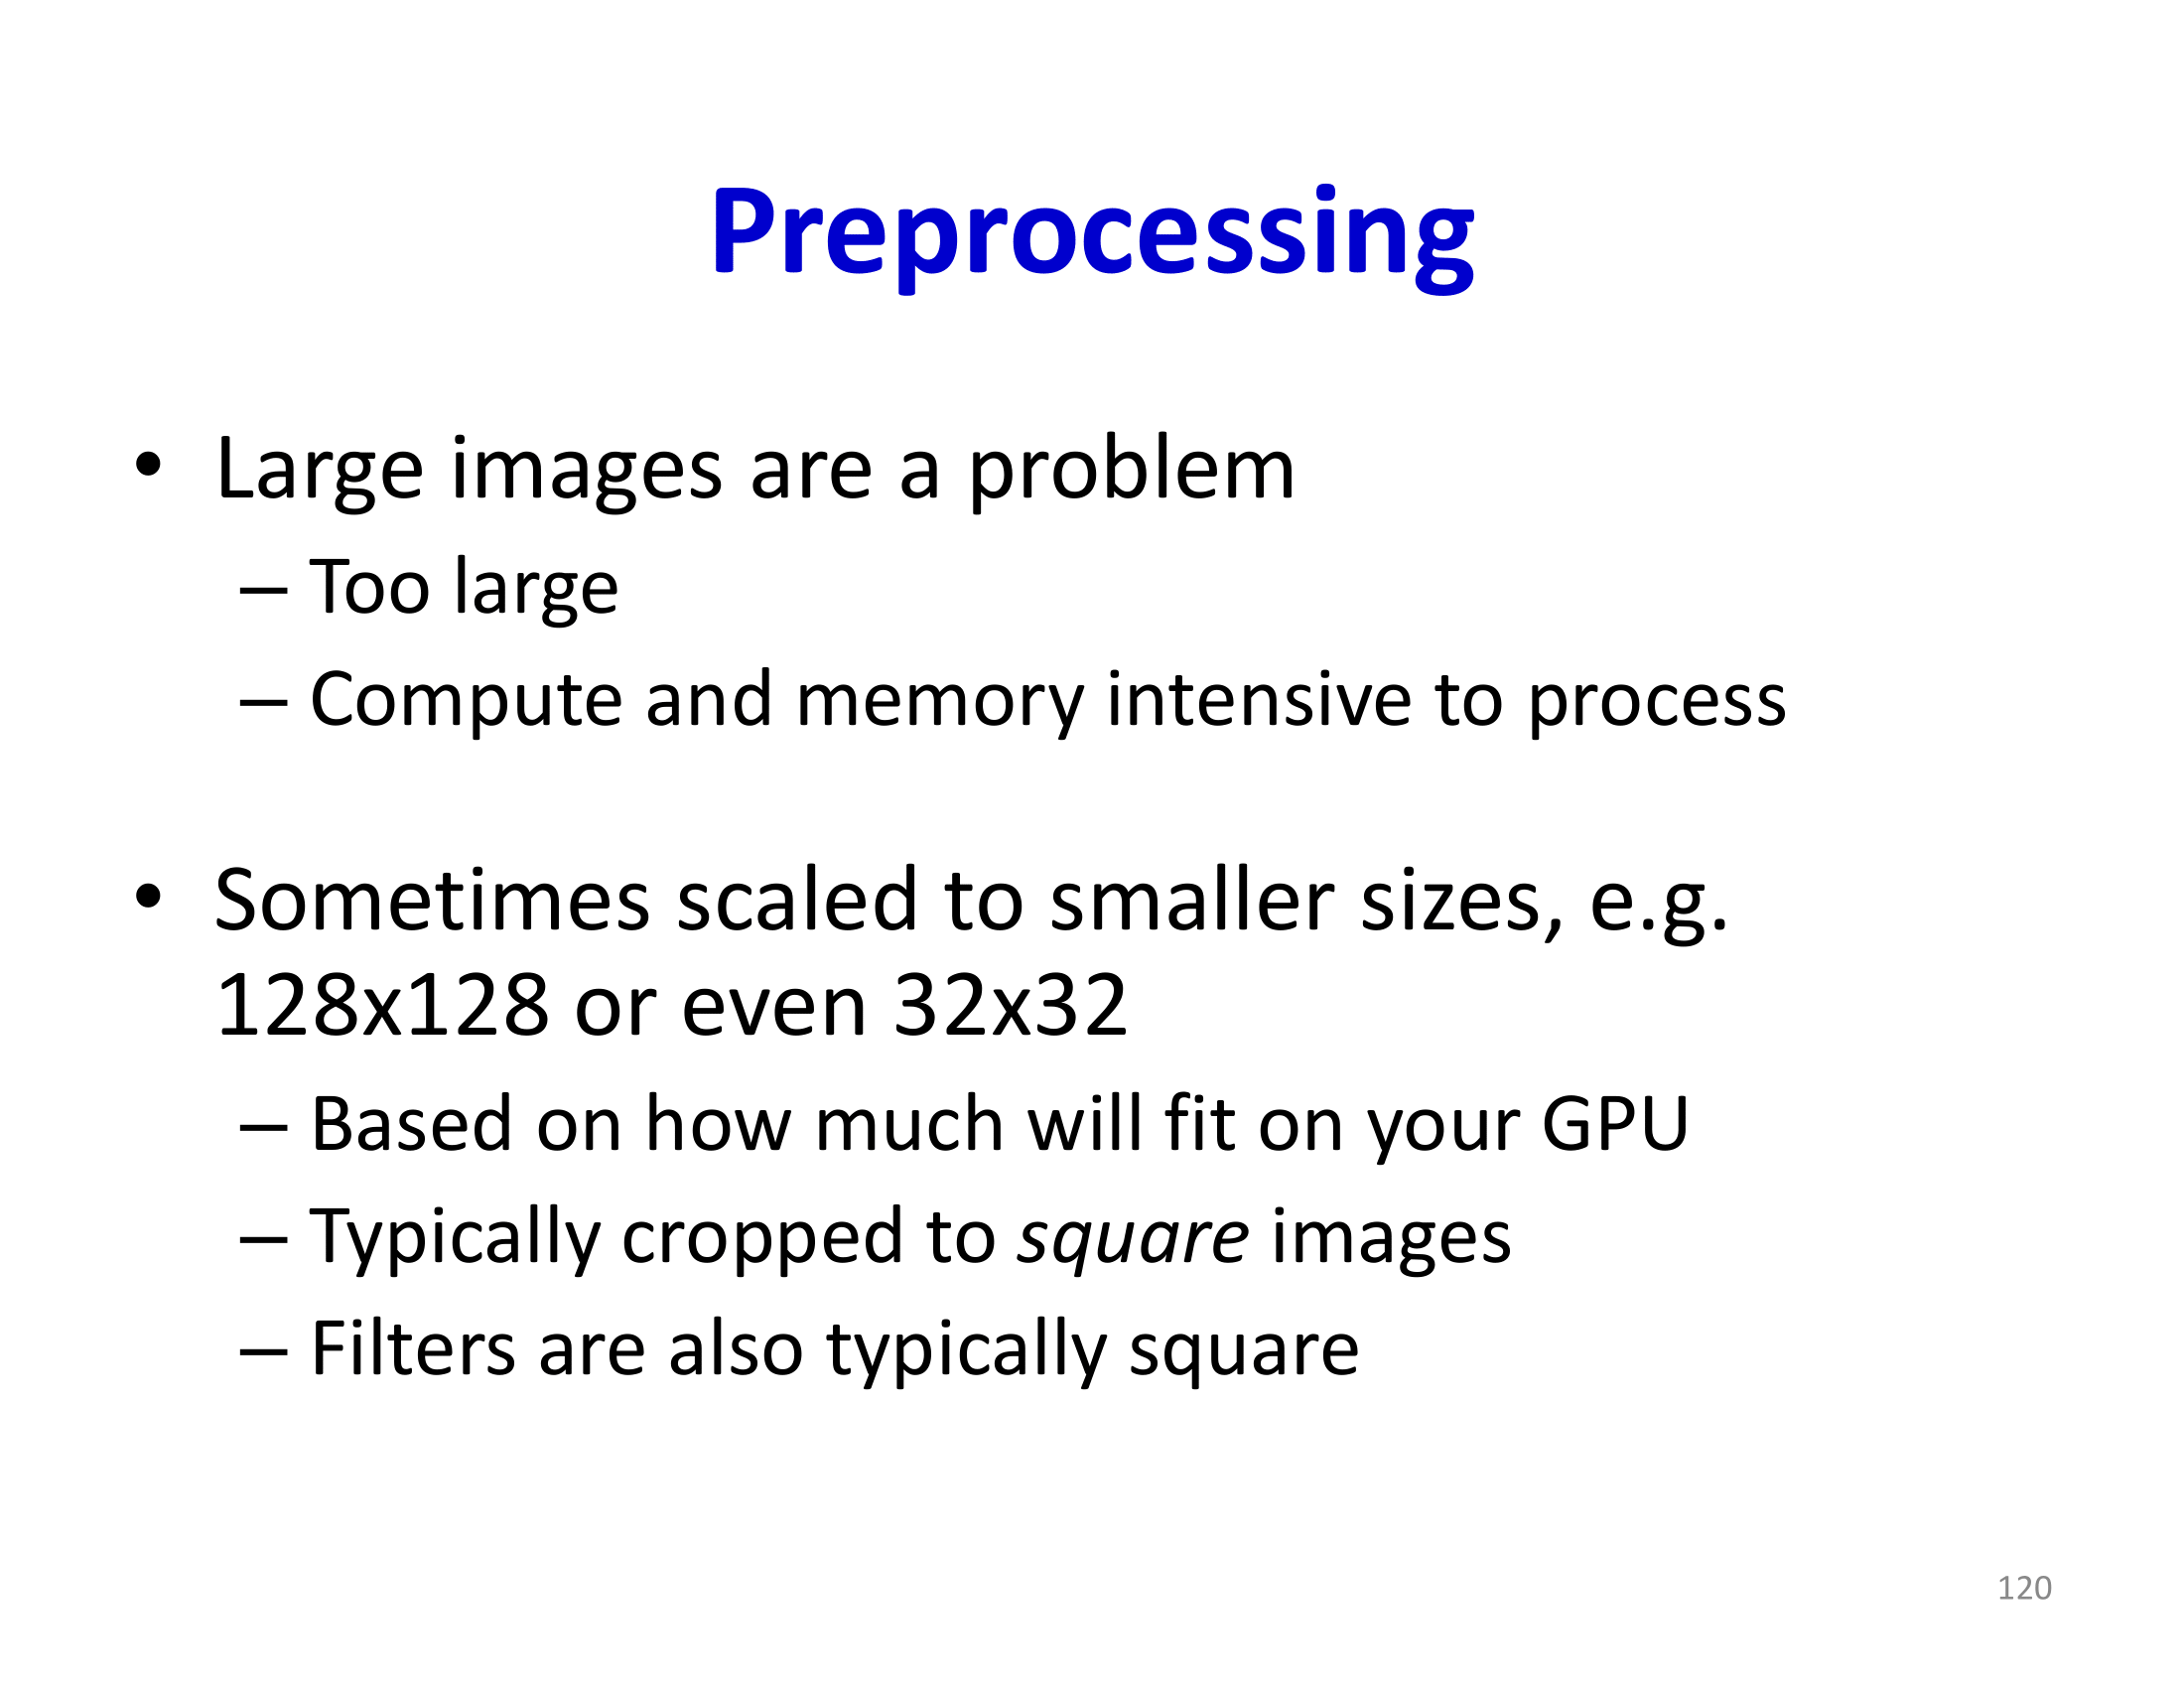 Preprocessing
• Large images are a problem
– Too large
– Compute and memory intensive to process
• Sometimes scaled to smaller sizes, e.g.
128x128 or even 32x32
– Based on how much will fit on your GPU
– Typically cropped to square images
– Filters are also typically square
120